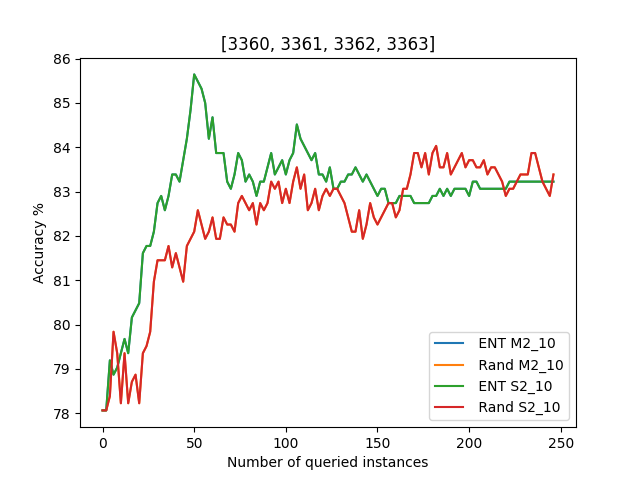 [3360, 3361, 3362, 3363]
86
85
84
83
82
81
80
79
78
Accuracy %
0 50 100 150 200 250
Number of queried instances
ENT M2_10
Rand M2_10
ENT S2_10
Rand S2_10